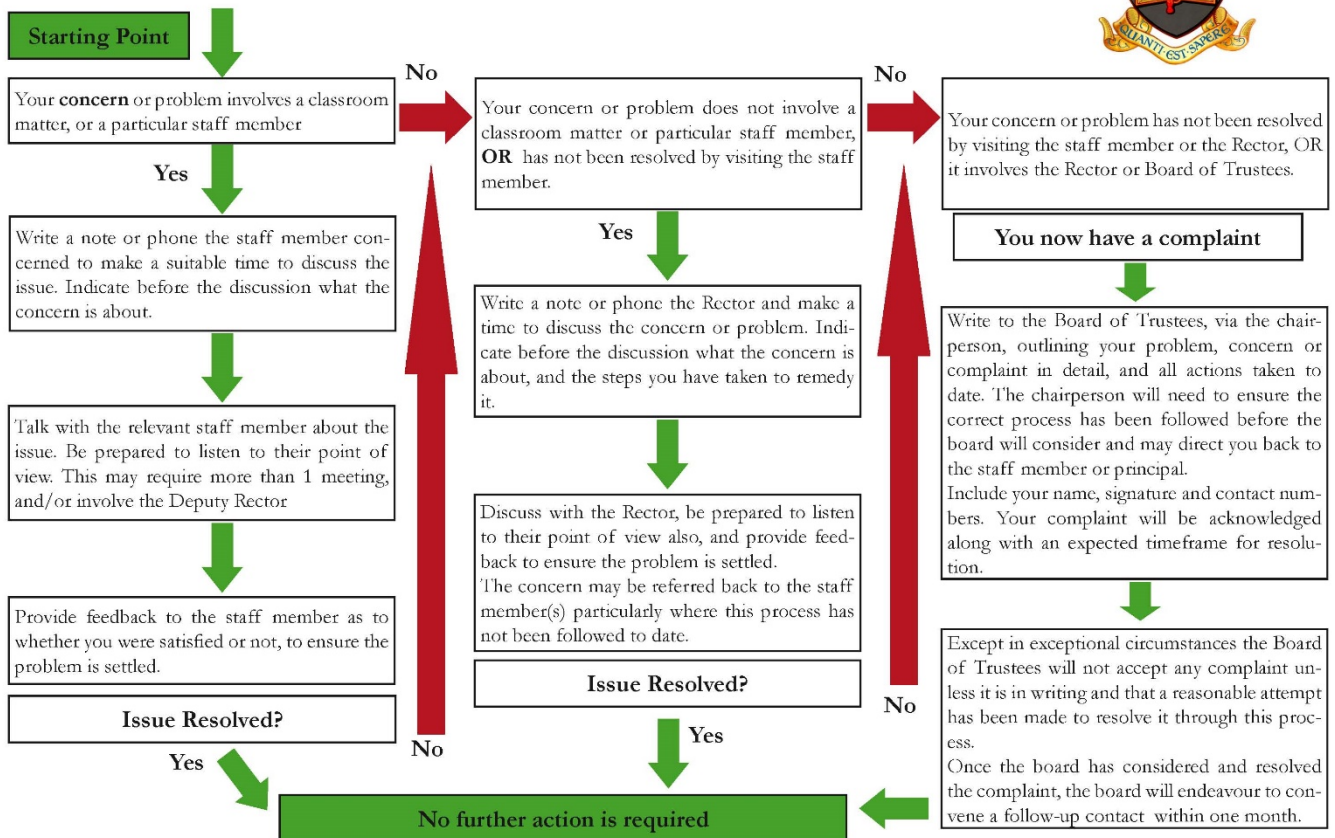 QUANTI·EST·SAPERE
Starting Point
Your concern or problem involves a classroom
matter, or a particular staff member
Yes
Write a note or phone the staff member con-
cerned to make a suitable time to discuss the
issue. Indicate before the discussion what the
concern is about.
Talk with the relevant staff member about the
issue. Be prepared to listen to their point of
view. This may require more than 1 meeting,
and/or involve the Deputy Rector
Provide feedback to the staff member as to
whether you were satisfied or not, to ensure the
problem is settled.
Issue Resolved?
Yes
No
No
Your concern or problem does not involve a
classroom matter or particular staff member,
OR has not been resolved by visiting the staff
member.
Yes
Write a note or phone the Rector and make a
time to discuss the concern or problem. Indi-
cate before the discussion what the concern is
about, and the steps you have taken to remedy
it.
Discuss with the Rector, be prepared to listen
to their point of view also, and provide feed-
back to ensure the problem is settled.
The concern may be referred back to the staff
member(s) particularly where this process has
not been followed to date.
Issue Resolved?
Yes
No
No
Your concern or problem has not been resolved
by visiting the staff member or the Rector, OR
it involves the Rector or Board of Trustees.
You now have a complaint
Write to the Board of Trustees, via the chair-
person, outlining your problem, concern or
complaint in detail, and all actions taken to
date. The chairperson will need to ensure the
correct process has been followed before the
board will consider and may direct you back to
the staff member or principal.
Include your name, signature and contact num-
bers. Your complaint will be acknowledged
along with an expected timeframe for resolu-
tion.
Except in exceptional circumstances the Board
of Trustees will not accept any complaint un-
less it is in writing and that a reasonable attempt
has been made to resolve it through this proc-
ess.
Once the board has considered and resolved
the complaint, the board will endeavour to con-
vene a follow-up contact within one month.
No further action is required